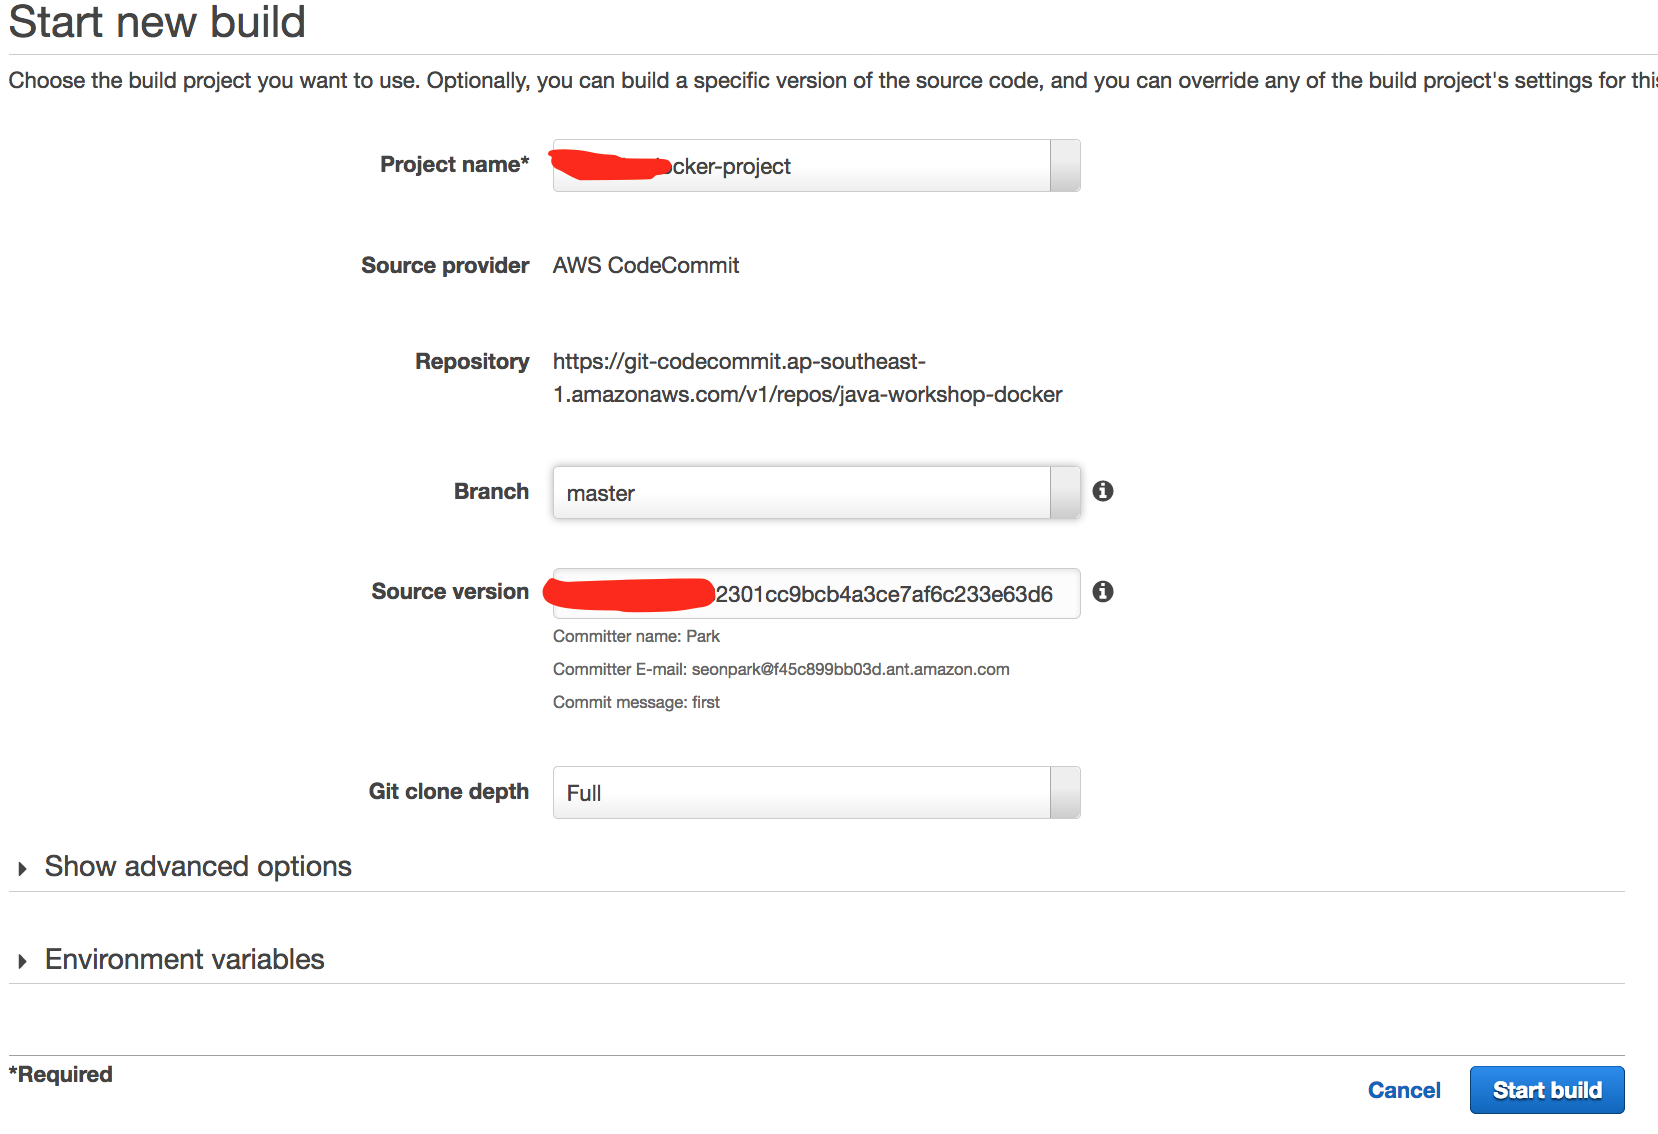 Start new build
Choose the build project you want to use. Optionally, you can build a specific version of the source code, and you can override any of the build project's settings for
Project name*
ocker-project
Source provider
AWS CodeCommit
Repository
https://git-codecommit.ap-southeast-
1.amazonaws.com/v1/repos/java-workshop-docker
Branch
master
Source version
2301cc9bcb4a3ce7af6c233e63d6
Committer name: Park
Committer E-mail: seonpark@f45c899bb03d.ant.amazon.com
Commit message: first
Git clone depth
Full
Show advanced options
Environment variables
*Required
Cancel
Start build